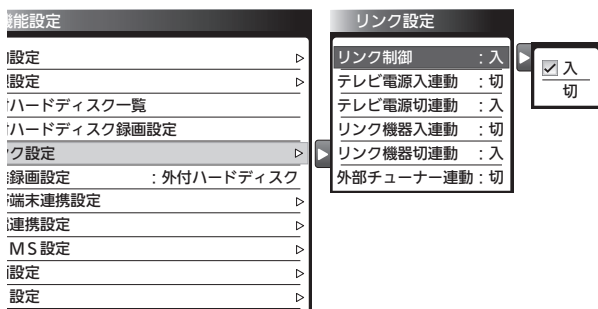 能設定
設定
設定
ハードディスク一覧
ハードディスク録画設定
ク設定
録画設定 :外付ハードディスク
端末連携設定
連携設定
MS設定
設定
設定
リンク設定
リンク制御 :入
テレビ電源入連動 :切
テレビ電源切連動 :入
リンク機器入連動 :切
リンク機器切連動 :入
外部チューナー連動:切
入
切